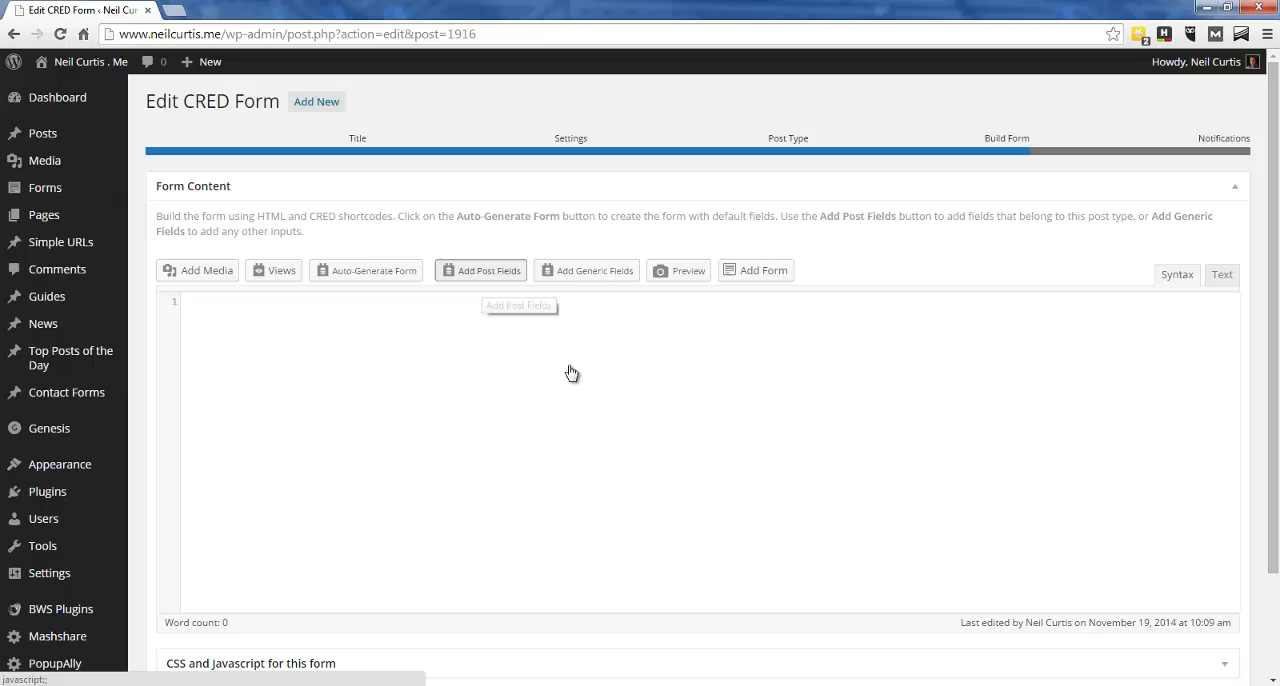 Edit CRED Form ‹ Neil Cur
www.neilcurtis.me/wp-admin/post.php?action=edit&post=1916
Neil Curtis . Me
0
New
Howdy, Neil Curtis
Dashboard
Posts
Media
Forms
Pages
Simple URLs
Comments
Guides
News
Top Posts of the
Day
Contact Forms
Genesis
Appearance
Plugins
Users
Tools
Settings
BWS Plugins
Mashshare
PopupAlly
javascript:;
Edit CRED Form
Add New
Title
Settings
Post Type
Build Form
Notifications
Form Content
Build the form using HTML and CRED shortcodes. Click on the Auto-Generate Form button to create the form with default fields. Use the Add Post Fields button to add fields that belong to this post type, or Add Generic
Fields to add any other inputs.
Add Media
Views
Auto-Generate Form
Add Post Fields
Add Generic Fields
Preview
Add Form
Syntax
Text
1
Add Post Fields
Word count: 0
Last edited by Neil Curtis on November 19, 2014 at 10:09 am
CSS and Javascript for this form